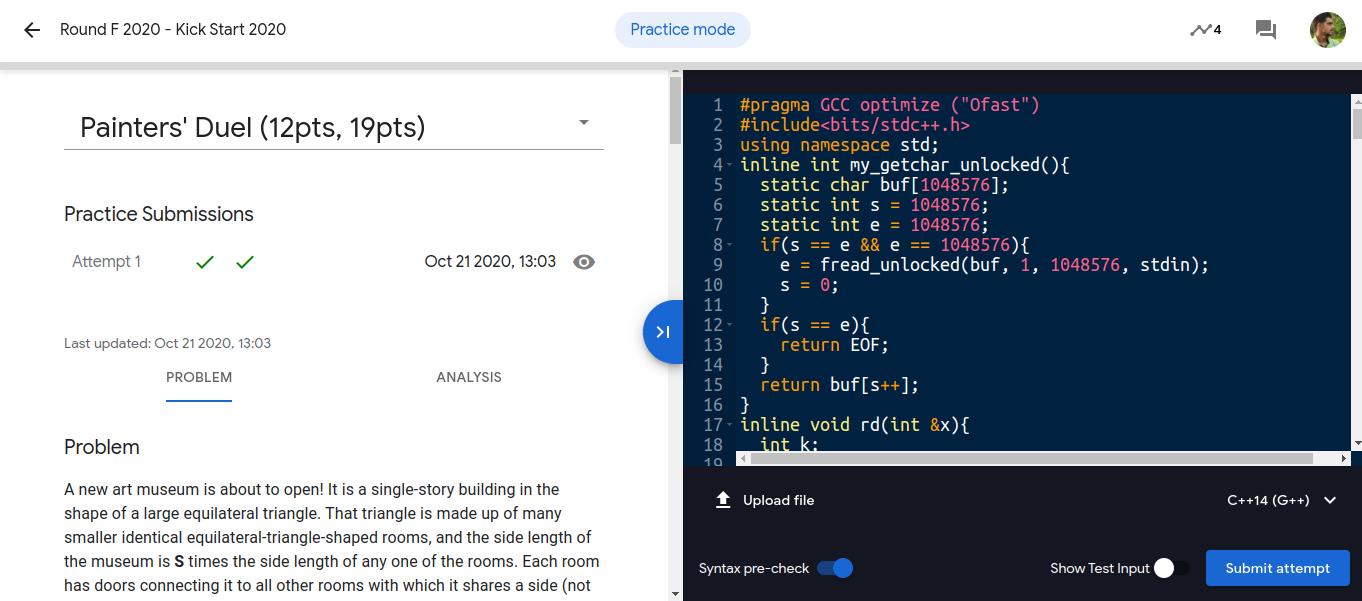 Round F 2020 - Kick Start 2020
Practice mode
4
Painters' Duel (12pts, 19pts)
Practice Submissions
Attempt 1
Oct 21 2020, 13:03
Last updated: Oct 21 2020, 13:03
PROBLEM
ANALYSIS
Problem
A new art museum is about to open! It is a single-story building in the
shape of a large equilateral triangle. That triangle is made up of many
smaller identical equilateral-triangle-shaped rooms, and the side length of
the museum is S times the side length of any one of the rooms. Each room
has doors connecting it to all other rooms with which it shares a side (not
1 #pragma GCC optimize ("Ofast")
2 #include<bits/stdc++.h>
3 using namespace std;
4 inline int my_getchar_unlocked(){
5 static char buf[1048576];
6 static int s = 1048576;
7 static int e = 1048576;
8 if(s == e && e == 1048576){
9 e = fread_unlocked(buf, 1, 1048576, stdin);
10 s = 0;
11 }
12 if(s == e){
13 return EOF;
14 }
15 return buf[s++];
16 }
17 inline void rd(int &x){
18 int k;
19
Upload file
C++14 (G++)
Syntax pre-check
Show Test Input
Submit attempt